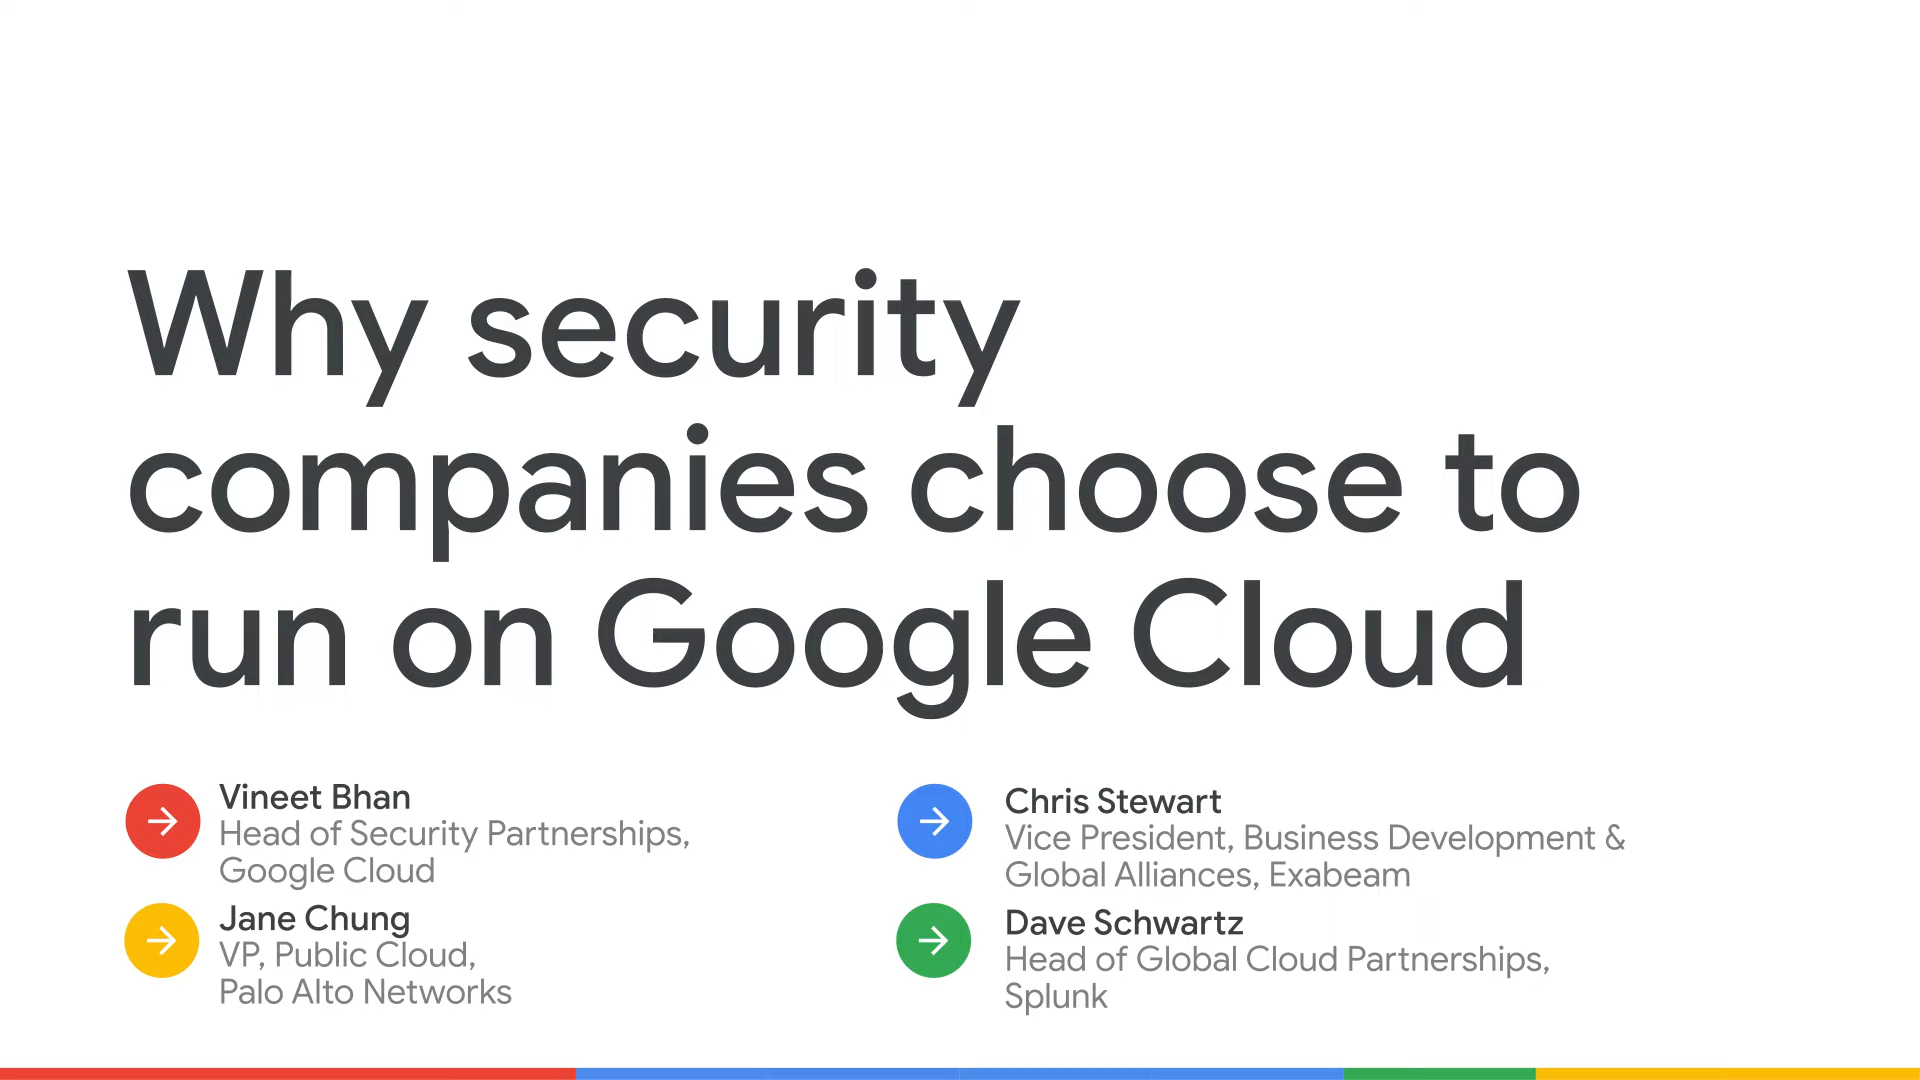 Why security
companies choose to
run on Google Cloud
Vineet Bhan
Head of Security Partnerships,
Google Cloud
Jane Chung
VP, Public Cloud,
Palo Alto Networks
Chris Stewart
Vice President, Business Development &
Global Alliances, Exabeam
Dave Schwartz
Head of Global Cloud Partnerships,
Splunk